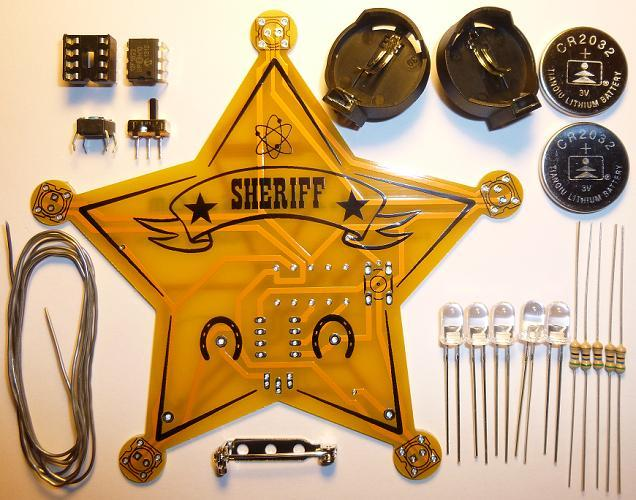 SHERIFF
CR2032
+
3V
TIANQIU LITHIUM BATTERY
CR2032
+
3V
TIANQIU LITHIUM BATTERY